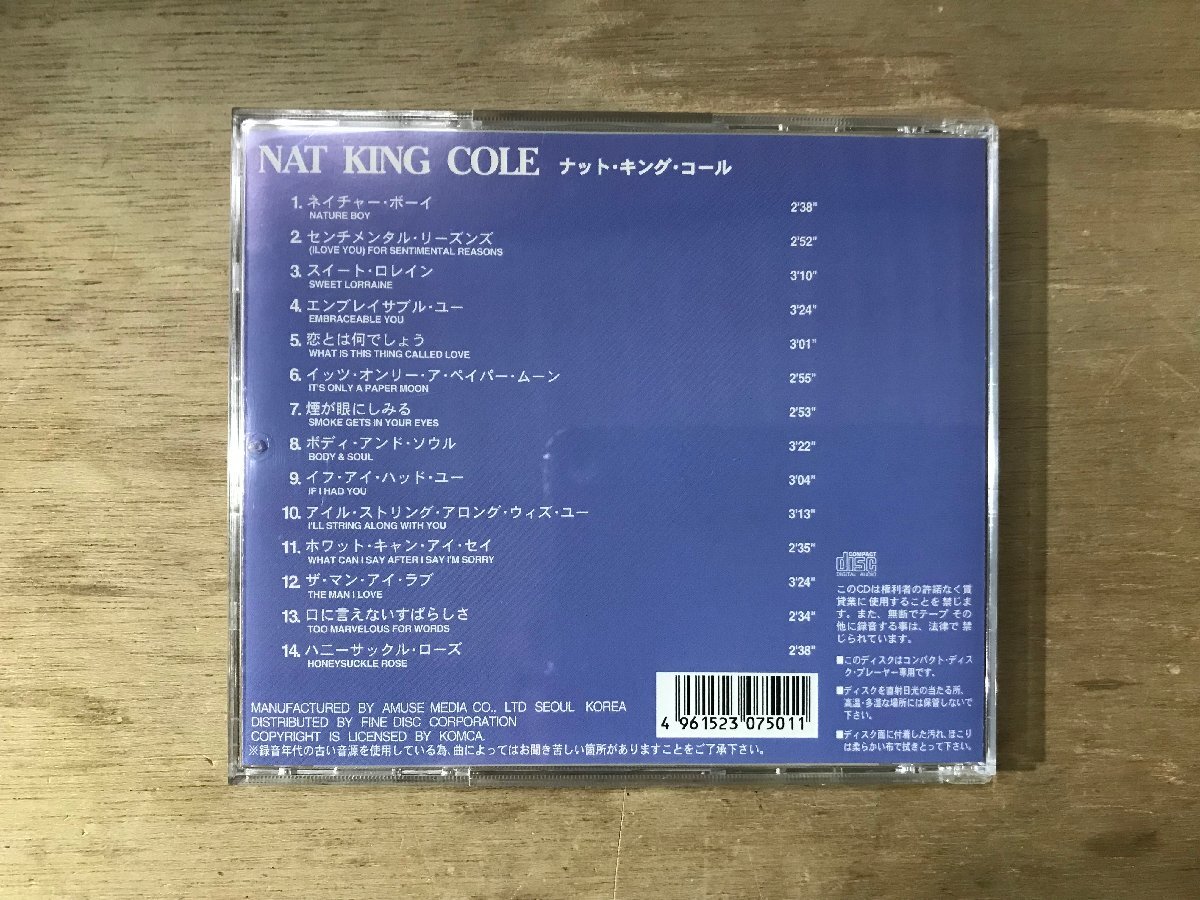 NAT KING COLE ナット・キング・コール
1. ネイチャー・ボーイ 2'38"
NATURE BOY
2. センチメンタル・リーズンズ 2'52"
(ILOVE YOU) FOR SENTIMENTAL REASONS
3. スイート・ロレイン 3'10"
SWEET LORRAINE
4. エンブレイサブル・ユー 3'24"
EMBRACEABLE YOU
5. 恋とは何でしょう 3'01"
WHAT IS THIS THING CALLED LOVE
6. イッツ・オンリー・ア・ペイパー・ムーン 2'55"
IT'S ONLY A PAPER MOON
7. 煙が眼にしみる 2'53"
SMOKE GETS IN YOUR EYES
8. ボディ・アンド・ソウル 3'22"
BODY & SOUL
9. イフ・アイ・ハッド・ユー 3'04"
IF I HAD YOU
10. アイル・ストリング・アロング・ウィズ・ユー 3'13"
I'LL STRING ALONG WITH YOU
11. ホワット・キャン・アイ・セイ 2'35"
WHAT CAN I SAY AFTER I SAY I'M SORRY
12. ザ・マン・アイ・ラブ 3'24"
THE MAN I LOVE
13. 口に言えないすばらしさ 2'34"
TOO MARVELOUS FOR WORDS
14. ハニーサックル・ローズ 2'38"
HONEYSUCKLE ROSE
MANUFACTURED BY AMUSE MEDIA CO., LTD SEOUL KOREA
DISTRIBUTED BY FINE DISC CORPORATION
COPYRIGHT IS LICENSED BY KOMCA.
※録音年代の古い音源を使用している為、曲によってはお聞き苦しい箇所がありますことをご了承下さい。
4 961523 075011
COMPACT
disc
DIGITAL AUDIO
このCDは権利者の許諾なく賃
貸業に使用することを禁じま
す。また、無断でテープその
他に録音する事は、法律で禁
じられています。
■このディスクはコンパクト・ディス
ク・プレーヤー専用です。
■ディスクを直射日光の当たる所、
高温・多湿な場所には保管しないで
下さい。
■ディスク面に付着した汚れ、ほこり
は柔らかい布で拭きとって下さい。